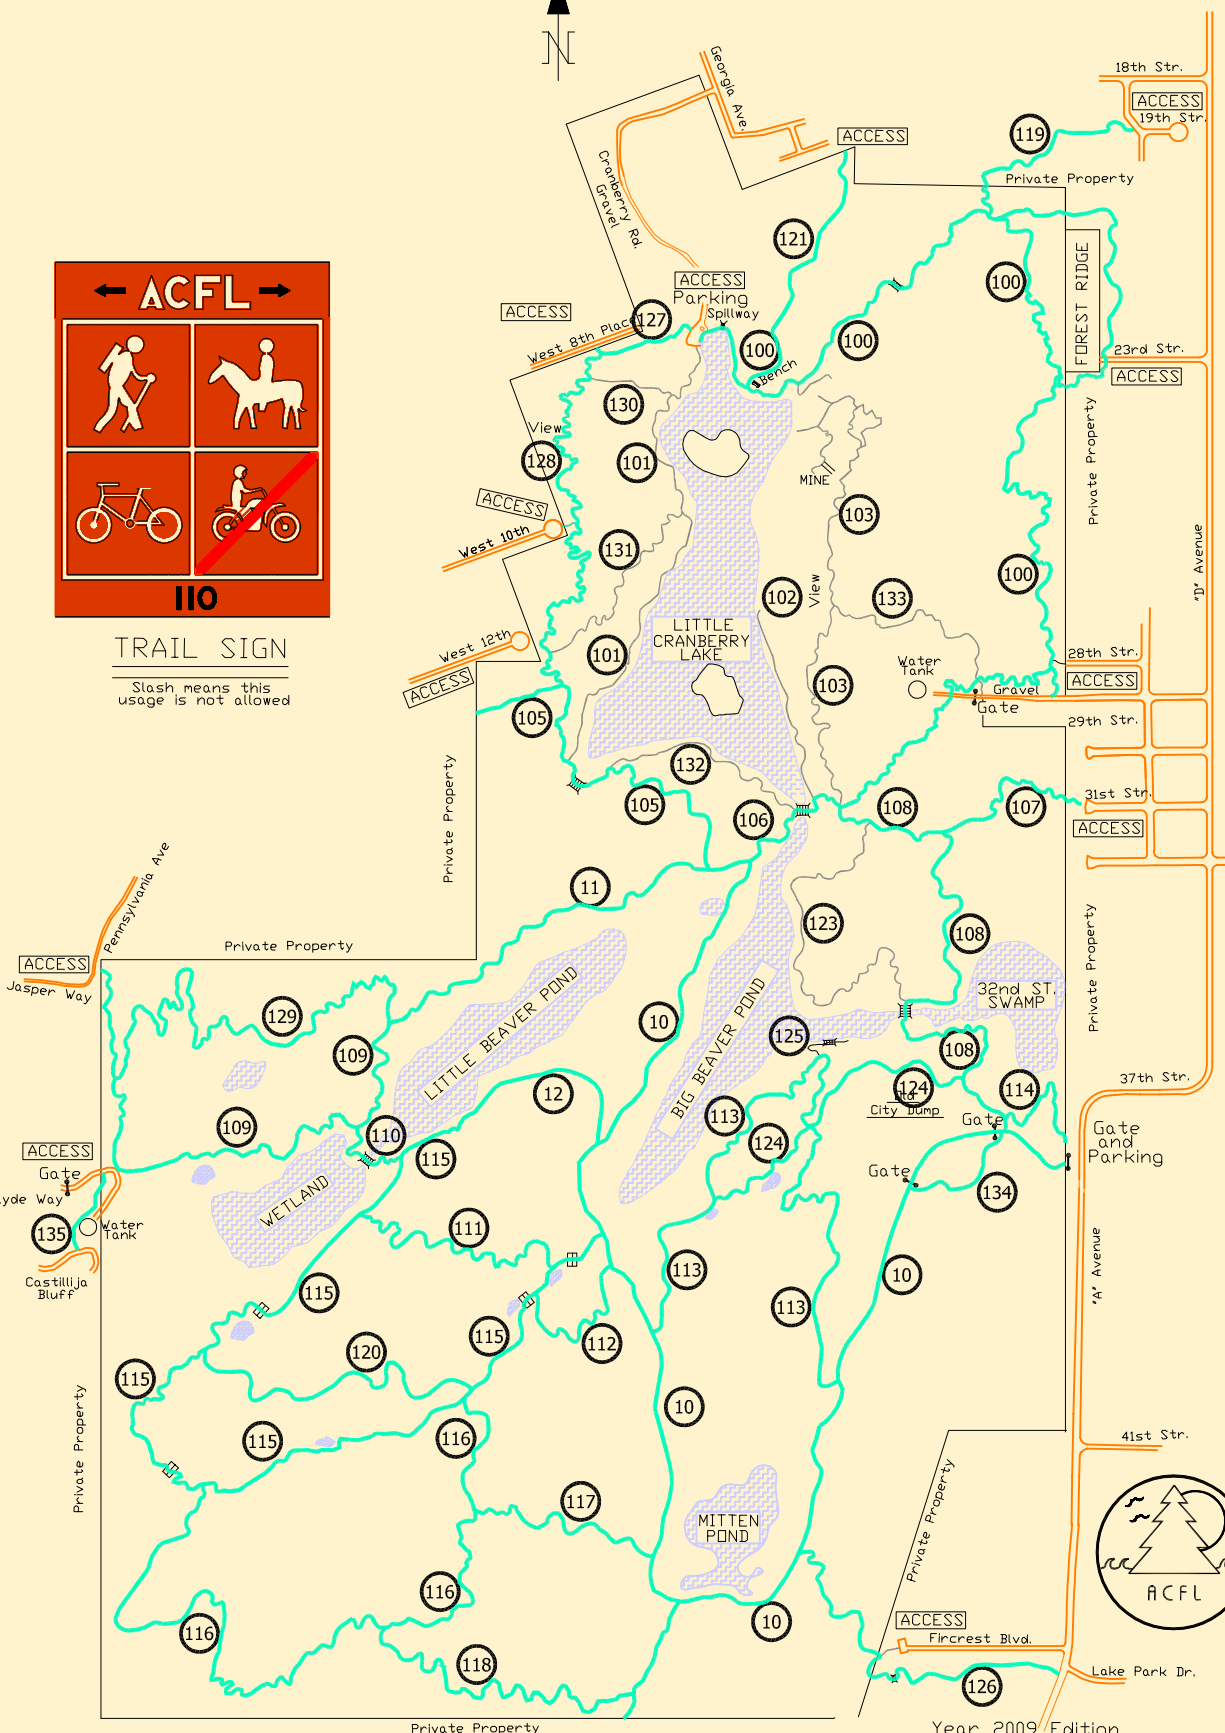 N
18th Str.
ACCESS
19th Str.
119
Georgia Ave.
ACCESS
Private Property
Cranberry Rd.
Gravel
121
ACFL
110
TRAIL SIGN
Slash means this
usage is not allowed
ACCESS
Parking
Spillway
ACCESS
127
West 8th Place
100
Bench
100
100
FOREST RIDGE
23rd Str.
ACCESS
130
View
128
101
MINE
Private Property
ACCESS
West 10th
131
103
100
"D" Avenue
102
View
133
LITTLE
CRANBERRY
LAKE
West 12th
ACCESS
101
Water
Tank
103
28th Str.
ACCESS
Gravel
Gate
29th Str.
105
132
105
106
108
107
31st Str.
ACCESS
Private Property
Pennsylvania Ave
11
123
108
Private Property
Private Property
ACCESS
Jasper Way
129
109
LITTLE BEAVER POND
10
BIG BEAVER POND
125
32nd ST.
SWAMP
108
109
110
12
115
113
124
124
City Dump
114
37th Str.
Gate
Gate
and
Parking
Gate
134
ACCESS
Gate
yde Way
135
Water
Tank
Castillija
Bluff
WETLAND
111
115
113
113
10
"A" Avenue
115
112
120
115
115
116
10
Private Property
41st Str.
117
MITTEN
POND
Private Property
ACFL
116
116
118
10
ACCESS
Fircrest Blvd.
126
Lake Park Dr.
Private Property
Year 2009 Edition